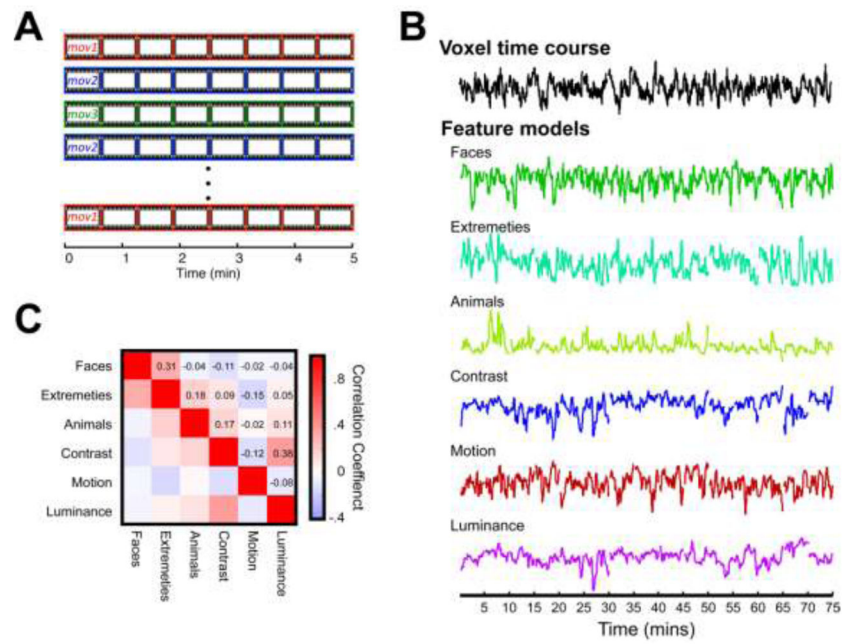 A
mov1
mov2
mov3
mov2
mov1
0 1 2 3 4 5
Time (min)
B
Voxel time course
Feature models
Faces
Extremeties
Animals
Contrast
Motion
Luminance
5 10 15 20 25 30 35 40 45 50 55 60 65 70 75
Time (mins)
C
Faces 0.31 -0.04 -0.11 -0.02 -0.04
Extremeties 0.18 0.09 -0.15 0.05
Animals 0.17 -0.02 0.11
Contrast -0.12 0.38
Motion -0.08
Luminance
Faces Extremeties Animals Contrast Motion Luminance
.8
.4
0
-.4
Correlation Coeffienct